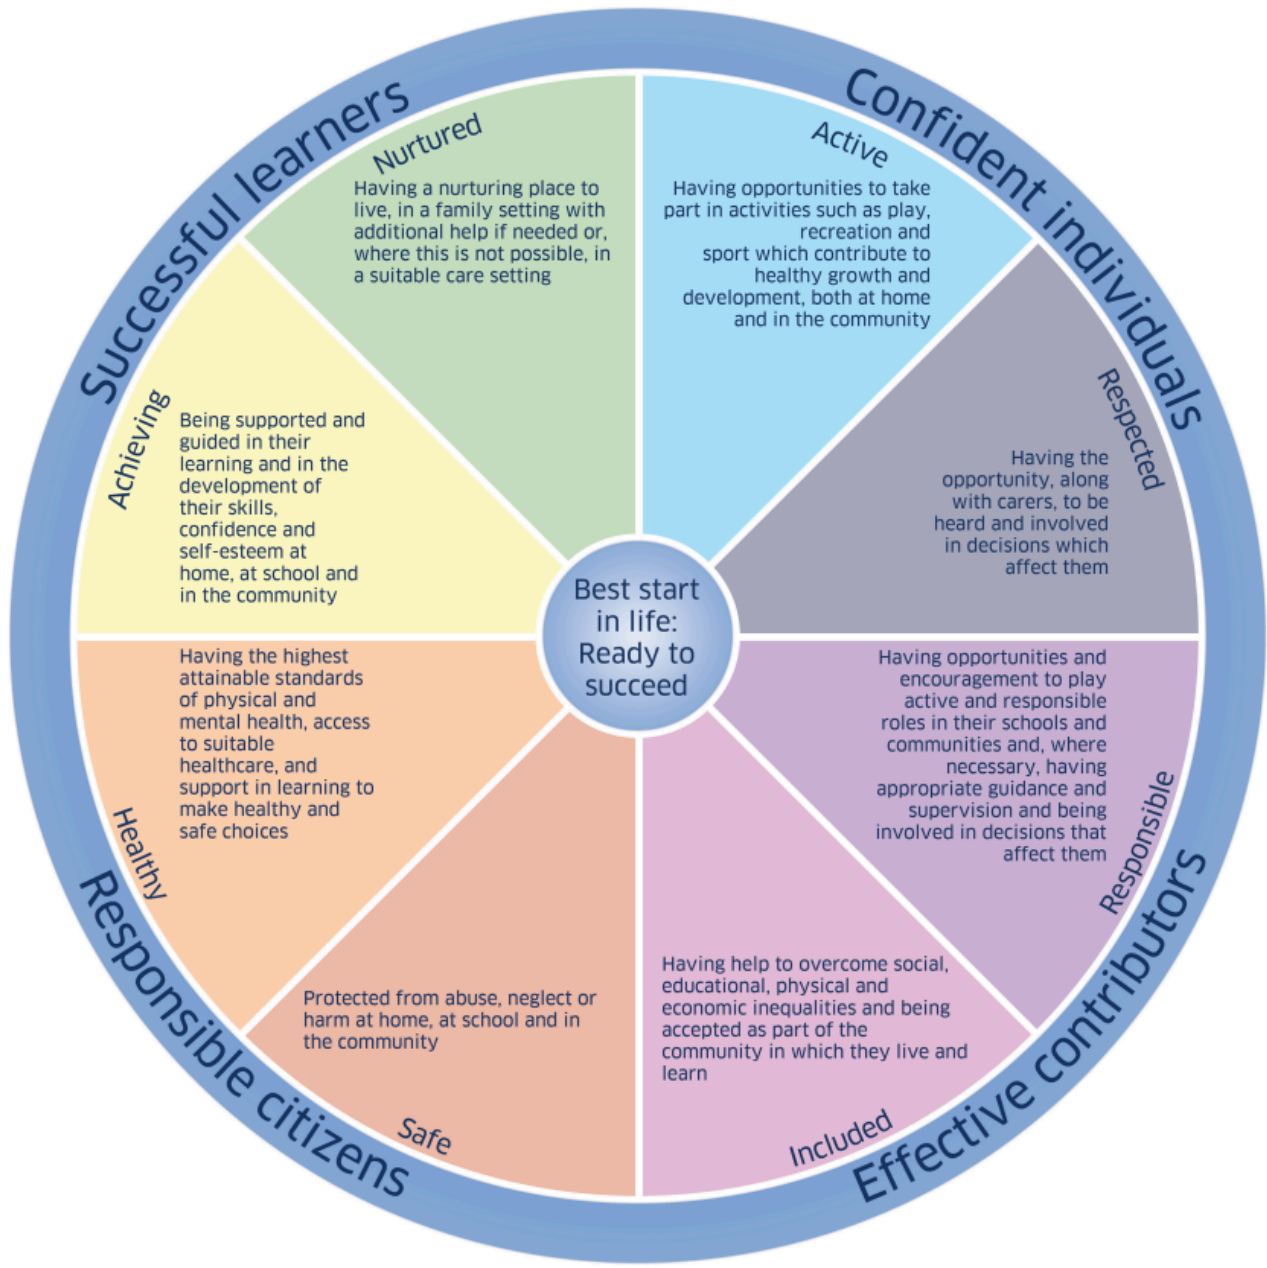 Successful learners
Confident individuals
Nurtured
Having a nurturing place to
live, in a family setting with
additional help if needed or,
where this is not possible, in
a suitable care setting
Active
Having opportunities to take
part in activities such as play,
recreation and
sport which contribute to
healthy growth and
development, both at home
and in the community
Achieving
Being supported and
guided in their
learning and in the
development of
their skills,
confidence and
self-esteem at
home, at school and
in the community
Respected
Having the
opportunity, along
with carers, to be
heard and involved
in decisions which
affect them
Best start
in life:
Ready to
succeed
Having the highest
attainable standards
of physical and
mental health, access
to suitable
healthcare, and
support in learning to
make healthy and
safe choices
Healthy
Having opportunities and
encouragement to play
active and responsible
roles in their schools and
communities and, where
necessary, having
appropriate guidance and
supervision and being
involved in decisions that
affect them
Responsible
Protected from abuse, neglect or
harm at home, at school and in
the community
Safe
Having help to overcome social,
educational, physical and
economic inequalities and being
accepted as part of the
community in which they live and
learn
Included
Responsible citizens
Effective contributors